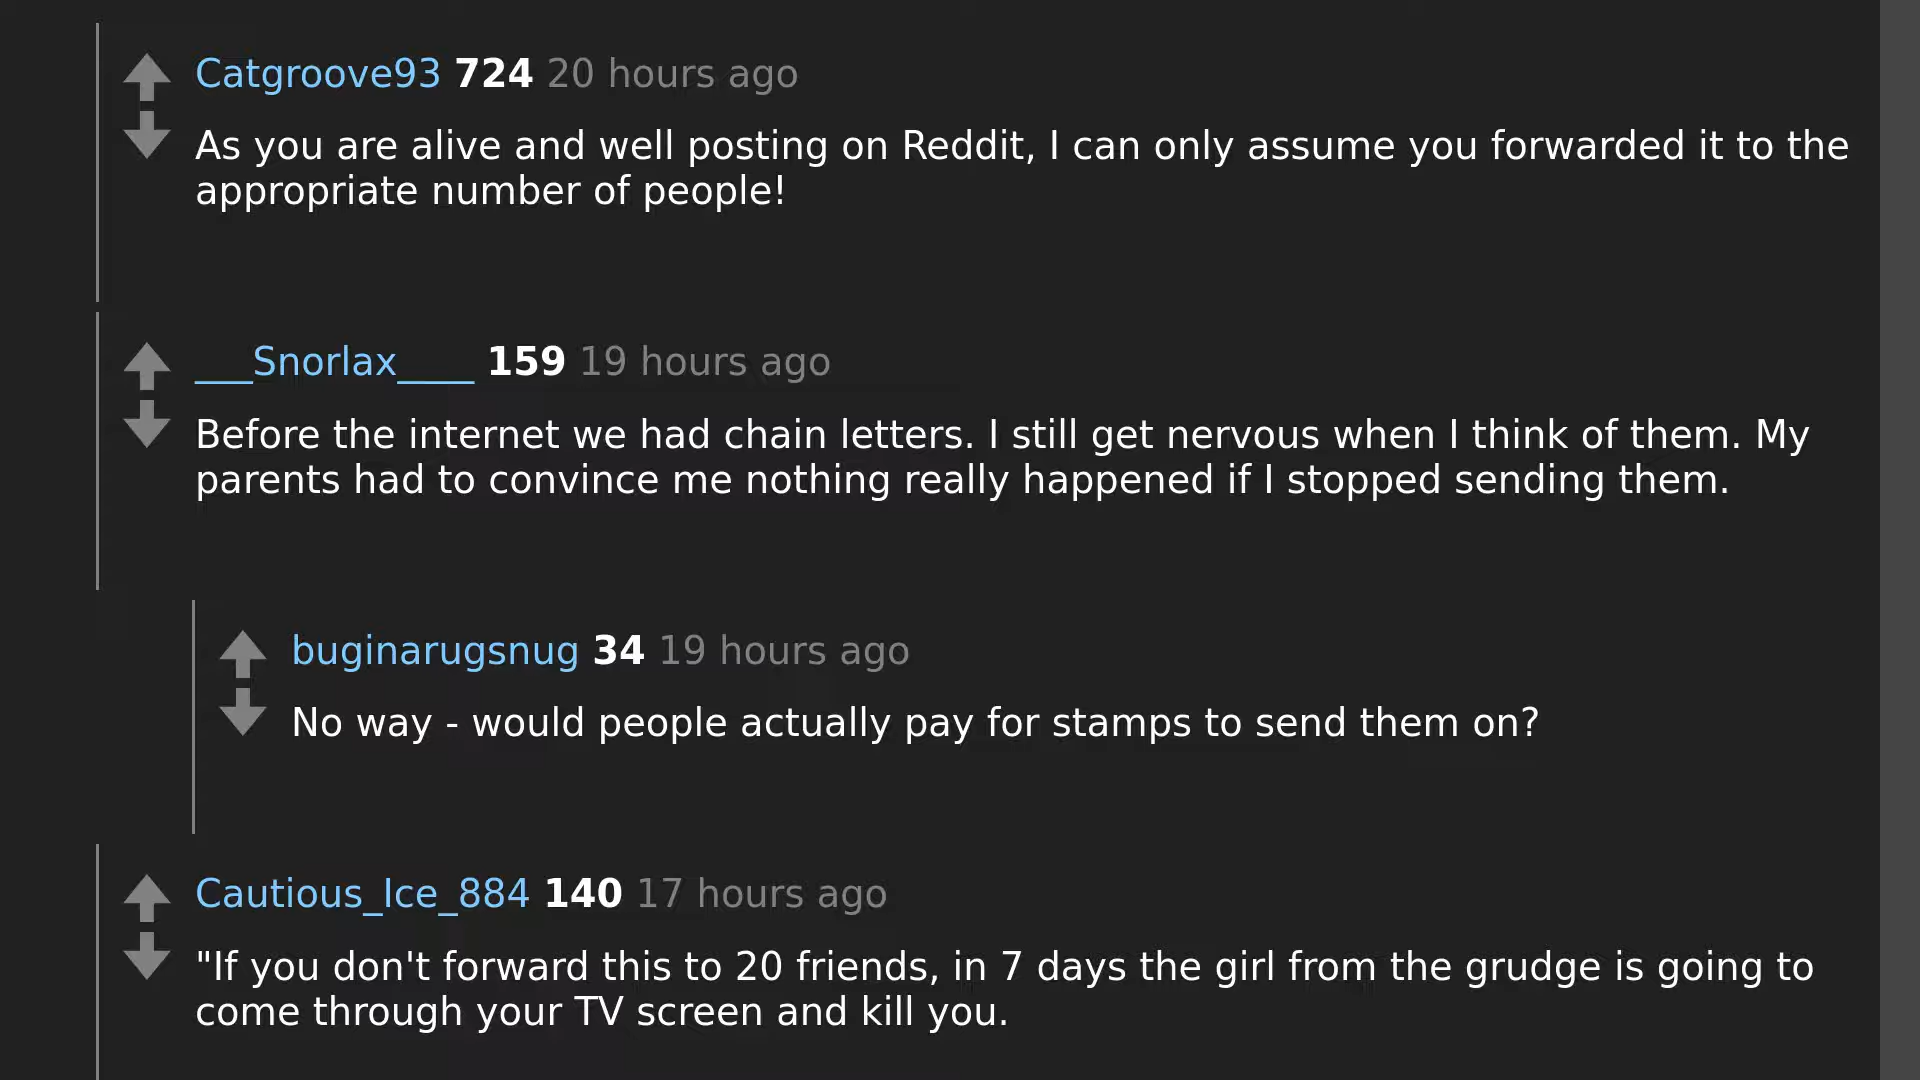 Catgroove93 724 20 hours ago
As you are alive and well posting on Reddit, I can only assume you forwarded it to the
appropriate number of people!
___Snorlax____ 159 19 hours ago
Before the internet we had chain letters. I still get nervous when I think of them. My
parents had to convince me nothing really happened if I stopped sending them.
buginarugsnug 34 19 hours ago
No way - would people actually pay for stamps to send them on?
Cautious_Ice_884 140 17 hours ago
"If you don't forward this to 20 friends, in 7 days the girl from the grudge is going to
come through your TV screen and kill you.